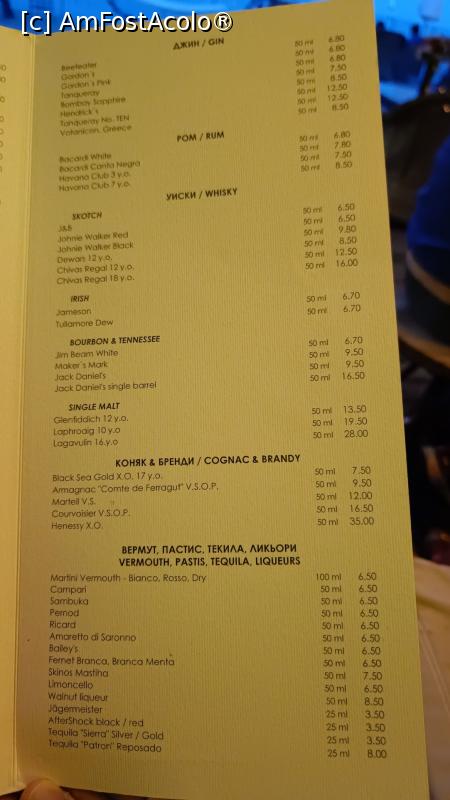 [c] AmFostAcolo®
ДЖИН / GIN
Beefeater 50 ml 6.80
Gordon's 50 ml 6.80
Gordon's Pink 50 ml 6.80
Tanqueray 50 ml 7.50
Bombay Sapphire 50 ml 8.50
Hendrick's 50 ml 12.50
Tanqueray No. TEN 50 ml 12.50
Votanicon, Greece 50 ml 8.50
РОМ / RUM
Bacardi White 50 ml 6.80
Bacardi Carta Negra 50 ml 7.80
Havana Club 3 y.o. 50 ml 7.50
Havana Club 7 y.o. 50 ml 8.50
УИСКИ / WHISKY
SKOTCH
J&B 50 ml 6.50
Johnie Walker Red 50 ml 6.50
Johnie Walker Black 50 ml 9.80
Dewars 12 y.o. 50 ml 8.50
Chivas Regal 12 y.o. 50 ml 12.50
Chivas Regal 18 y.o. 50 ml 16.00
IRISH
Jameson 50 ml 6.70
Tullamore Dew 50 ml 6.70
BOURBON & TENNESSEE
Jim Beam White 50 ml 6.70
Maker's Mark 50 ml 9.50
Jack Daniel's 50 ml 9.50
Jack Daniel's single barrel 50 ml 16.50
SINGLE MALT
Glenfiddich 12 y.o. 50 ml 13.50
Laphroaig 10 y.o 50 ml 19.50
Lagavulin 16.y.o 50 ml 28.00
КОНЯК & БРЕНДИ / COGNAC & BRANDY
Black Sea Gold X.O. 17 y.o. 50 ml 7.50
Armagnac "Comte de Ferragut" V.S.O.P. 50 ml 9.50
Martell V.S. 50 ml 12.00
Courvoisier V.S.O.P. 50 ml 16.50
Henessy X.O. 50 ml 35.00
ВЕРМУТ, ПАСТИС, ТЕКИЛА, ЛИКЬОРИ
VERMOUTH, PASTIS, TEQUILA, LIQUEURS
Martini Vermouth - Bianco, Rosso, Dry 100 ml 6.50
Campari 50 ml 6.50
Sambuka 50 ml 6.50
Pernod 50 ml 6.50
Ricard 50 ml 6.50
Amaretto di Saronno 50 ml 6.50
Bailey's 50 ml 6.50
Fernet Branca, Branca Menta 50 ml 6.50
Skinos Mastiha 50 ml 7.50
Limoncello 50 ml 6.50
Walnut liqueur 50 ml 8.50
Jägermeister 25 ml 3.50
AfterShock black / red 25 ml 3.50
Tequila "Sierra" Silver / Gold 25 ml 3.50
Tequila "Patron" Reposado 25 ml 8.00